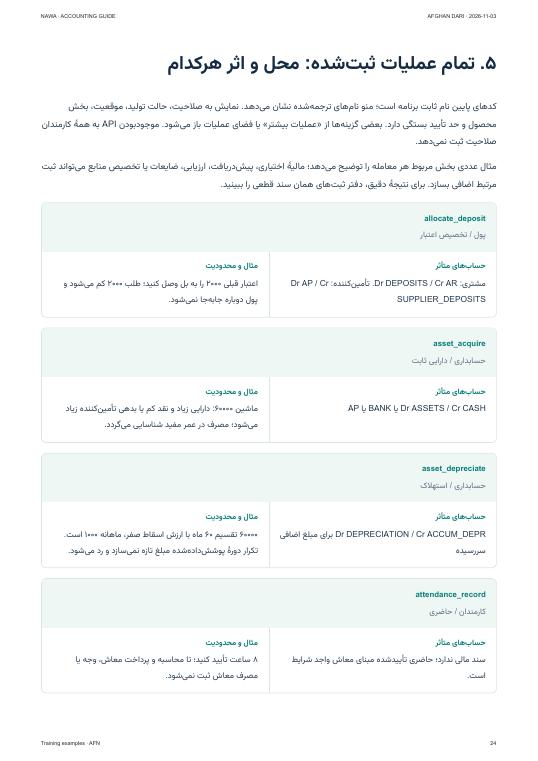 NAWA · ACCOUNTING GUIDE
AFGHAN DARI · 2026-11-03
۵. تمام عملیات ثبت‌شده: محل و اثر هرکدام
کدهای پایین نام ثابت برنامه است؛ منو نام‌های ترجمه‌شده نشان می‌دهد. نمایش به صلاحیت، حالت تولید، موقعیت، بخش
محصول و حد تأیید بستگی دارد. بعضی گزینه‌ها از «عملیات بیشتر» یا فضای عملیات باز می‌شود. موجودبودن API به همهٔ کارمندان
صلاحیت ثبت نمی‌دهد.
مثال عددی بخش مربوط هر معامله را توضیح می‌دهد؛ مالیهٔ اختیاری، پیش‌دریافت، ارزیابی، ضایعات یا تخصیص منابع می‌تواند ثبت
مرتبط اضافی بسازد. برای نتیجهٔ دقیق، دفتر ثبت‌های همان سند قطعی را ببینید.
allocate_deposit
پول / تخصیص اعتبار
حساب‌های متأثر
مشتری: Dr DEPOSITS / Cr AR. تأمین‌کننده: Dr AP / Cr
SUPPLIER_DEPOSITS
مثال و محدودیت
اعتبار قبلی ۲۰۰۰ را به بل وصل کنید؛ طلب ۲۰۰۰ کم می‌شود و
پول دوباره جابه‌جا نمی‌شود.
asset_acquire
حسابداری / دارایی ثابت
حساب‌های متأثر
Dr ASSETS / Cr CASH یا BANK یا AP
مثال و محدودیت
ماشین ۶۰۰۰۰: دارایی زیاد و نقد کم یا بدهی تأمین‌کننده زیاد
می‌شود؛ مصرف در عمر مفید شناسایی می‌گردد.
asset_depreciate
حسابداری / استهلاک
حساب‌های متأثر
Dr DEPRECIATION / Cr ACCUM_DEPR برای مبلغ اضافی
سررسیده
مثال و محدودیت
۶۰۰۰۰ تقسیم ۶۰ ماه با ارزش اسقاط صفر، ماهانه ۱۰۰۰ است.
تکرار دورهٔ پوشش‌داده‌شده مبلغ تازه نمی‌سازد و رد می‌شود.
attendance_record
کارمندان / حاضری
حساب‌های متأثر
سند مالی ندارد؛ حاضری تأییدشده مبنای معاش واجد شرایط
است.
مثال و محدودیت
۸ ساعت تأیید کنید؛ تا محاسبه و پرداخت معاش، وجه یا
مصرف معاش ثبت نمی‌شود.
Training examples · AFN
24